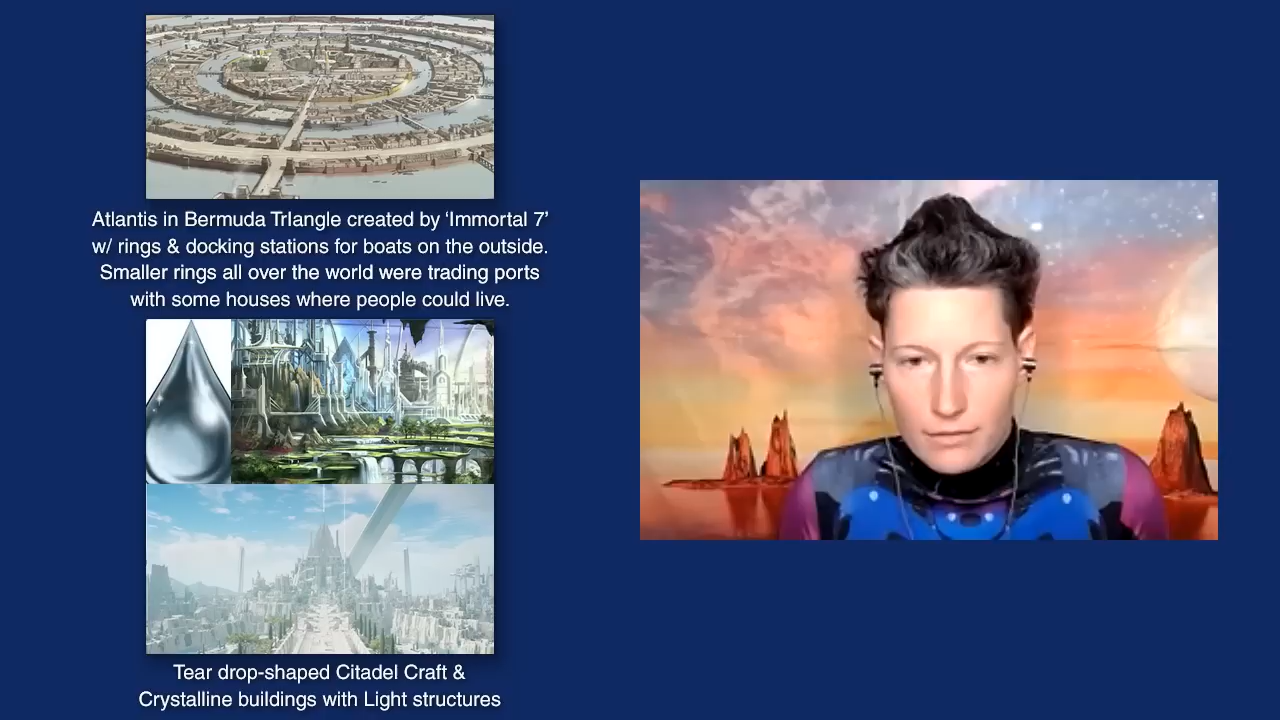 Atlantis in Bermuda TrIangle created by ‘Immortal 7’
w/ rings & docking stations for boats on the outside.
Smaller rings all over the world were trading ports
with some houses where people could live.
Tear drop-shaped Citadel Craft &
Crystalline buildings with Light structures